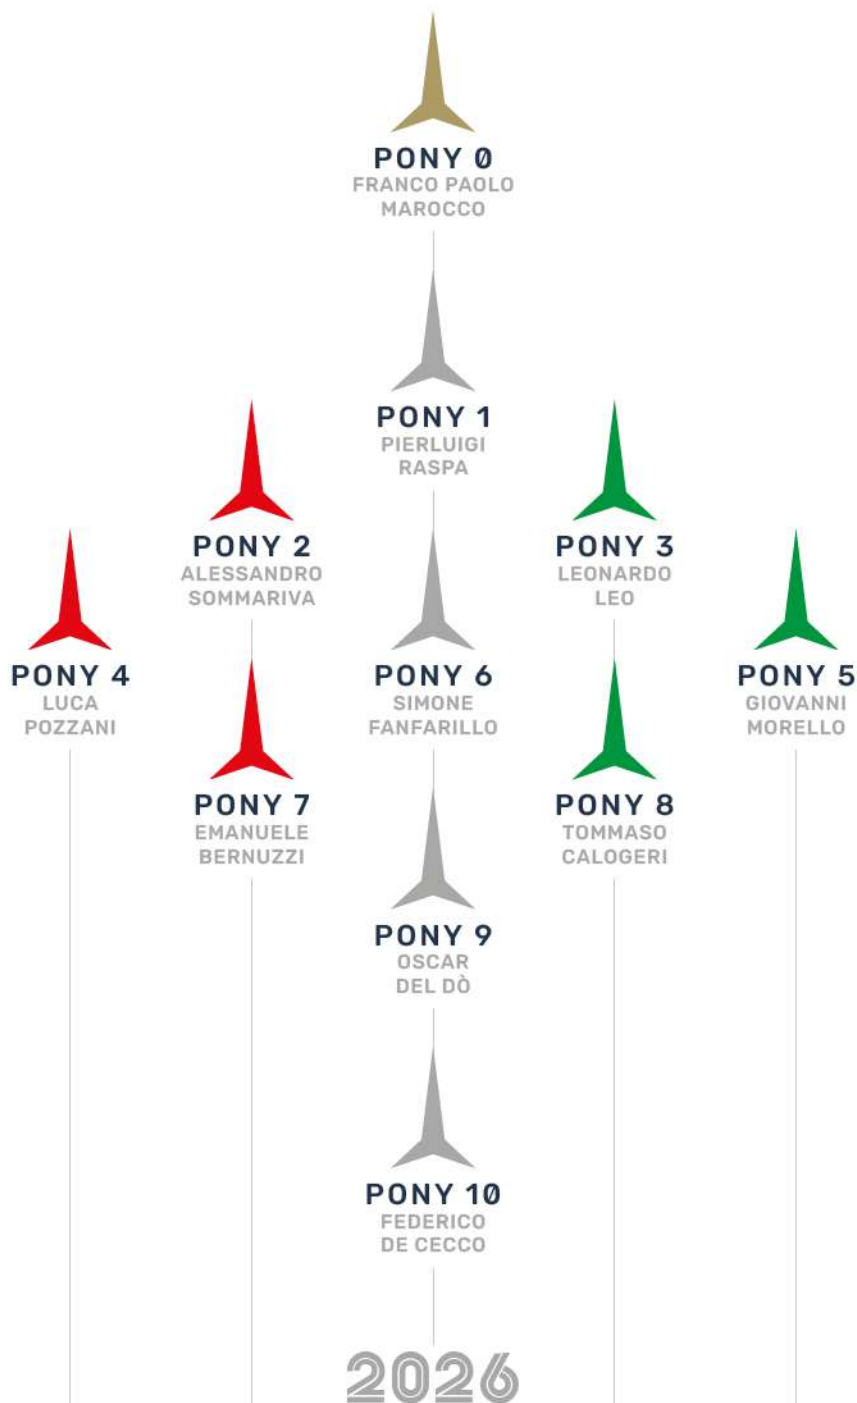 PONY 0
FRANCO PAOLO
MAROCCO
PONY 1
PIERLUIGI
RASPA
PONY 2
ALESSANDRO
SOMMARIVA
PONY 3
LEONARDO
LEO
PONY 4
LUCA
POZZANI
PONY 6
SIMONE
FANFARILLO
PONY 5
GIOVANNI
MORELLO
PONY 7
EMANUELE
BERNUZZI
PONY 8
TOMMASO
CALOGERI
PONY 9
OSCAR
DEL DÒ
PONY 10
FEDERICO
DE CECCO
2026